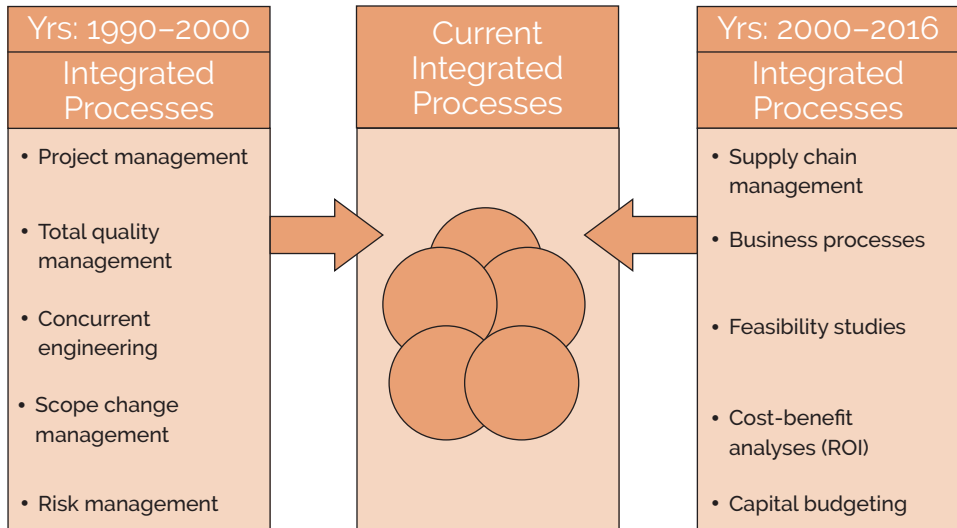 Yrs: 1990–2000
Integrated
Processes
• Project management
• Total quality
management
• Concurrent
engineering
• Scope change
management
• Risk management
Current
Integrated
Processes
Yrs: 2000–2016
Integrated
Processes
• Supply chain
management
• Business processes
• Feasibility studies
• Cost-benefit
analyses (ROI)
• Capital budgeting